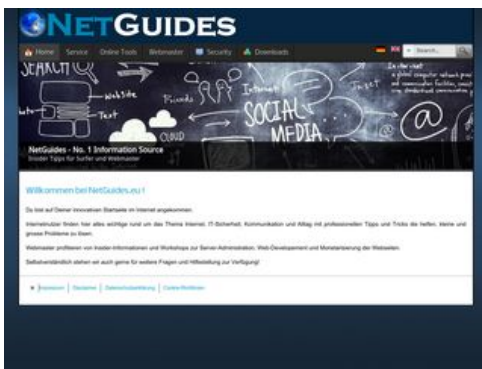 NETGUIDES
Home Service Online Tools Webmaster Security Downloads Search...
SEARCH
Website
Text
Friends
Internet
Target
SOCIAL
MEDIA
CLOUD
@
NetGuides - No. 1 Information Source
Insider Tipps für Surfer und Webmaster
Willkommen bei NetGuides.eu !
Du bist auf Deiner innovativen Startseite im Internet angekommen.
Internetnutzer finden hier alles wichtige rund um das Thema Internet, IT-Sicherheit, Kommunikation und Alltag mit professionellen Tipps und Tricks die helfen, kleine und
grosse Probleme zu lösen.
Webmaster profitieren von Insider-Informationen und Workshops zur Server-Administration, Web-Developement und Monetarisierung der Webseiten.
Selbstverständlich stehen wir auch gerne für weitere Fragen und Hilfestellung zur Verfügung!
Impressum Disclaimer Datenschutzerklärung Cookie-Richtlinien